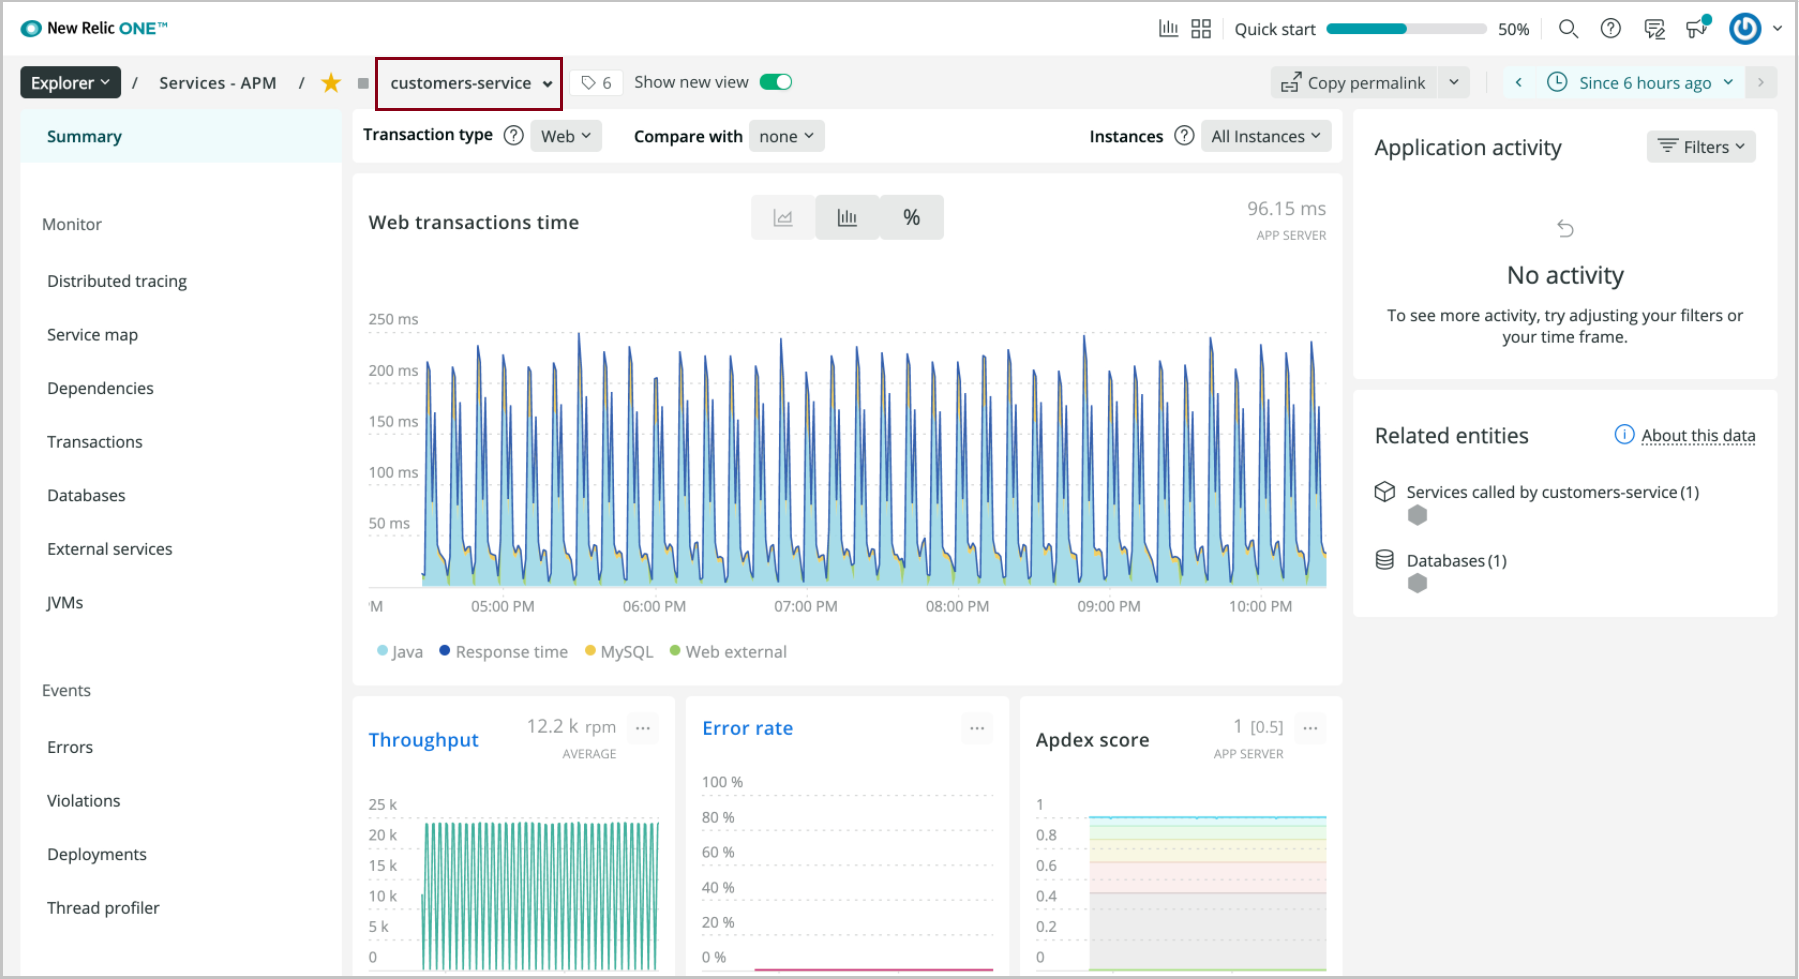 New Relic ONE™
Quick start 50%
Explorer / Services - APM / customers-service 6 Show new view Copy permalink Since 6 hours ago
Summary
Monitor
Distributed tracing
Service map
Dependencies
Transactions
Databases
External services
JVMs
Events
Errors
Violations
Deployments
Thread profiler
Transaction type ? Web Compare with none Instances ? All Instances
Web transactions time
%
96.15 ms
APP SERVER
250 ms
200 ms
150 ms
100 ms
50 ms
PM 05:00 PM 06:00 PM 07:00 PM 08:00 PM 09:00 PM 10:00 PM
Java Response time MySQL Web external
Throughput
12.2 k rpm
AVERAGE
25 k
20 k
15 k
10 k
5 k
0
Error rate
100 %
80 %
60 %
40 %
20 %
0 %
Apdex score
1 [0.5]
APP SERVER
1
0.8
0.6
0.4
0.2
0
Application activity
Filters
No activity
To see more activity, try adjusting your filters or
your time frame.
Related entities
About this data
Services called by customers-service (1)
Databases (1)